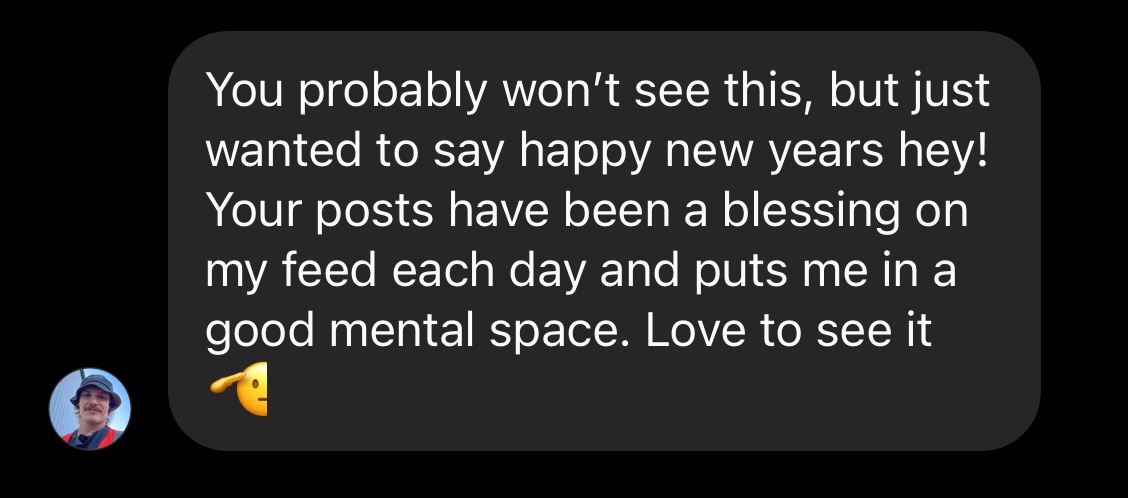 You probably won’t see this, but just
wanted to say happy new years hey!
Your posts have been a blessing on
my feed each day and puts me in a
good mental space. Love to see it
🫡